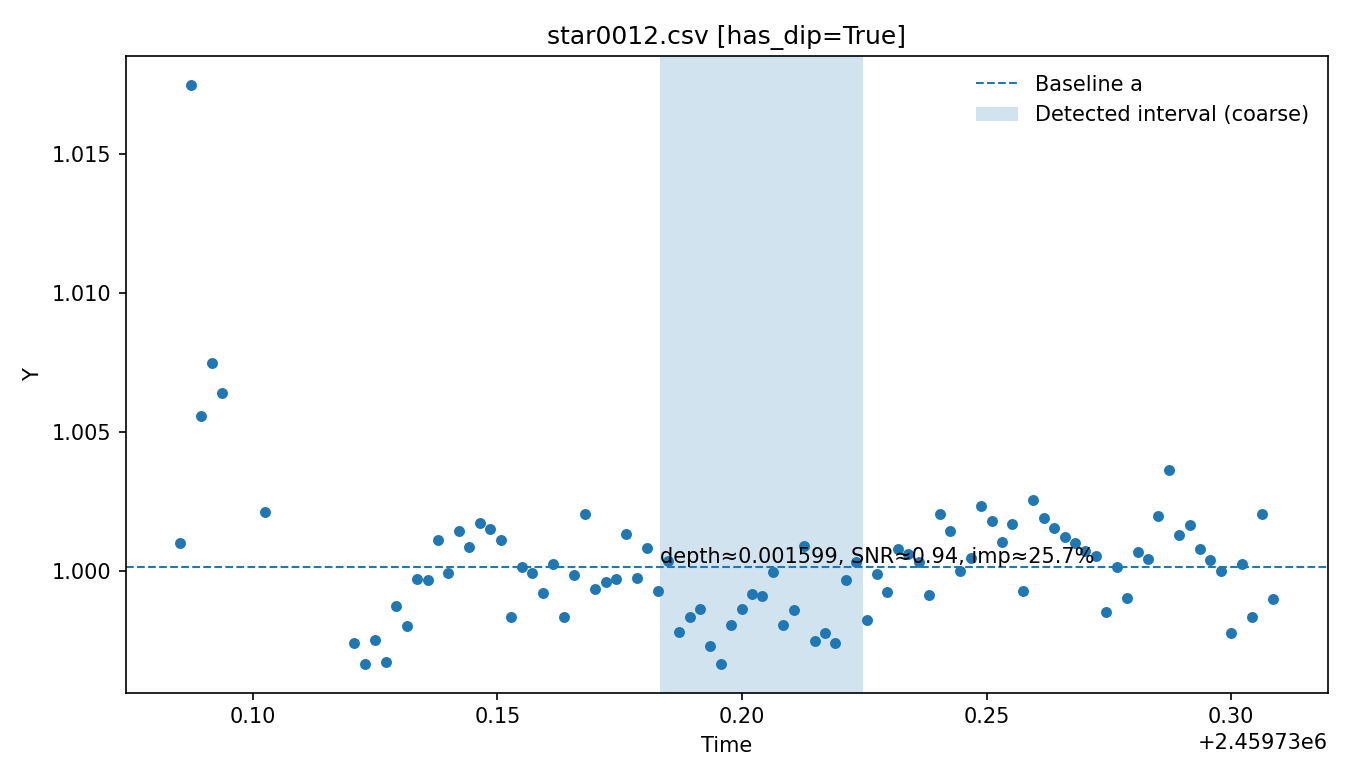 star0012.csv [has_dip=True]
Baseline a
Detected interval (coarse)
1.015
1.010
1.005
1.000
Y
depth≈0.001599, SNR≈0.94, imp≈25.7%
0.10 0.15 0.20 0.25 0.30
Time
+2.45973e6